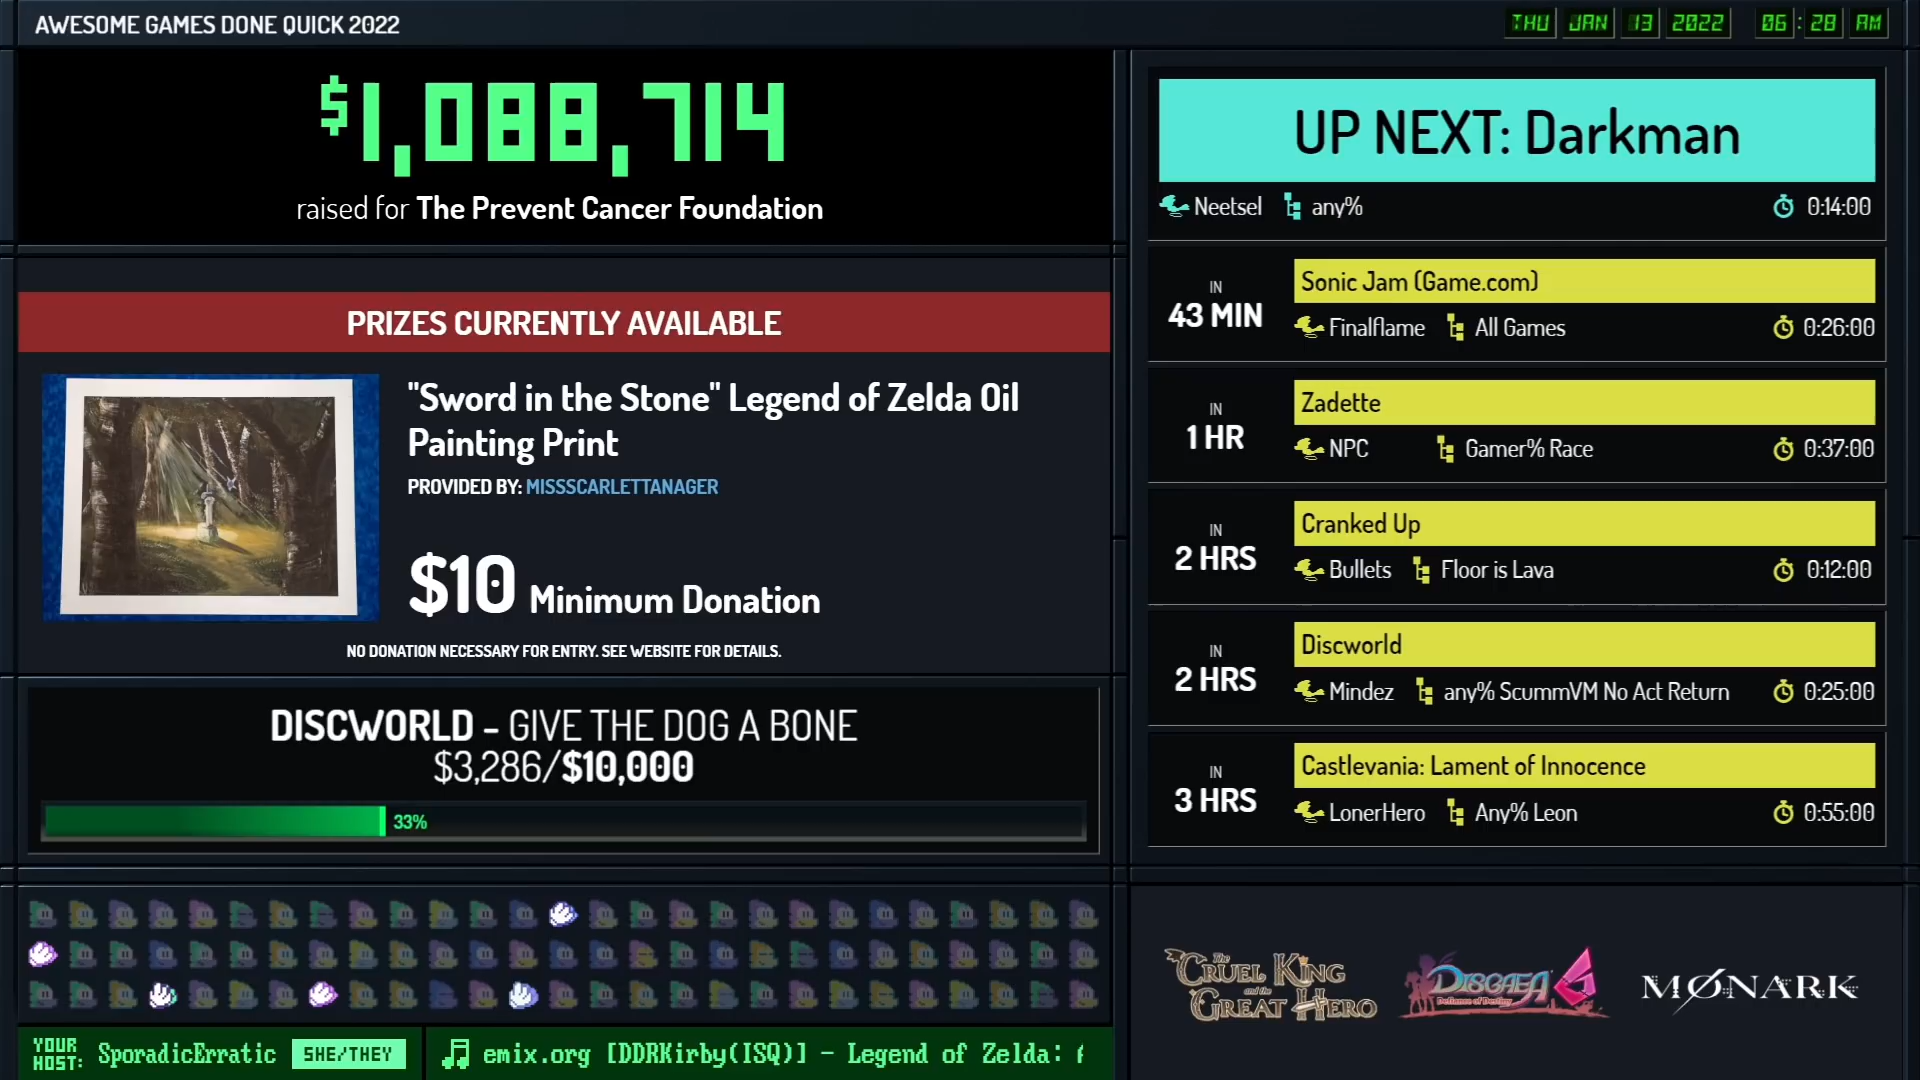 AWESOME GAMES DONE QUICK 2022
THU JAN 13 2022 06:28 AM
$1,088,714
raised for The Prevent Cancer Foundation
PRIZES CURRENTLY AVAILABLE
"Sword in the Stone" Legend of Zelda Oil
Painting Print
PROVIDED BY: MISSSCARLETTANAGER
$10 Minimum Donation
NO DONATION NECESSARY FOR ENTRY. SEE WEBSITE FOR DETAILS.
DISCWORLD - GIVE THE DOG A BONE
$3,286/$10,000
33%
UP NEXT: Darkman
Neetsel any% 0:14:00
IN
43 MIN
Sonic Jam (Game.com)
Finalflame All Games 0:26:00
IN
1 HR
Zadette
NPC Gamer% Race 0:37:00
IN
2 HRS
Cranked Up
Bullets Floor is Lava 0:12:00
IN
2 HRS
Discworld
Mindez any% ScummVM No Act Return 0:25:00
IN
3 HRS
Castlevania: Lament of Innocence
LonerHero Any% Leon 0:55:00
The
CRUEL KING
and the
GREAT HERO
DISGAEA 6
Defiance of Destiny
MØNARK
YOUR
HOST: SporadicErratic SHE/THEY
emix.org [DDRKirby(ISQ)] - Legend of Zelda: